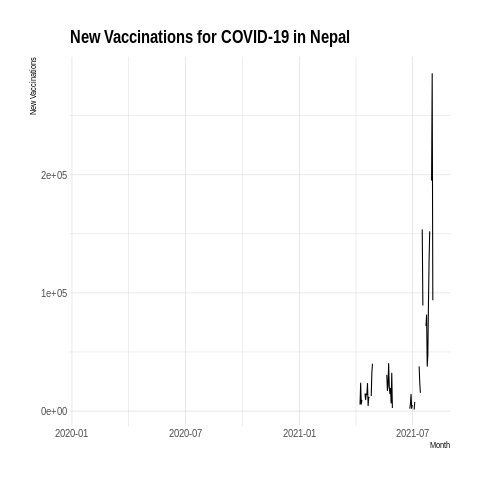 New Vaccinations for COVID-19 in Nepal
New Vaccinations
2e+05
1e+05
0e+00
2020-01 2020-07 2021-01 2021-07
Month